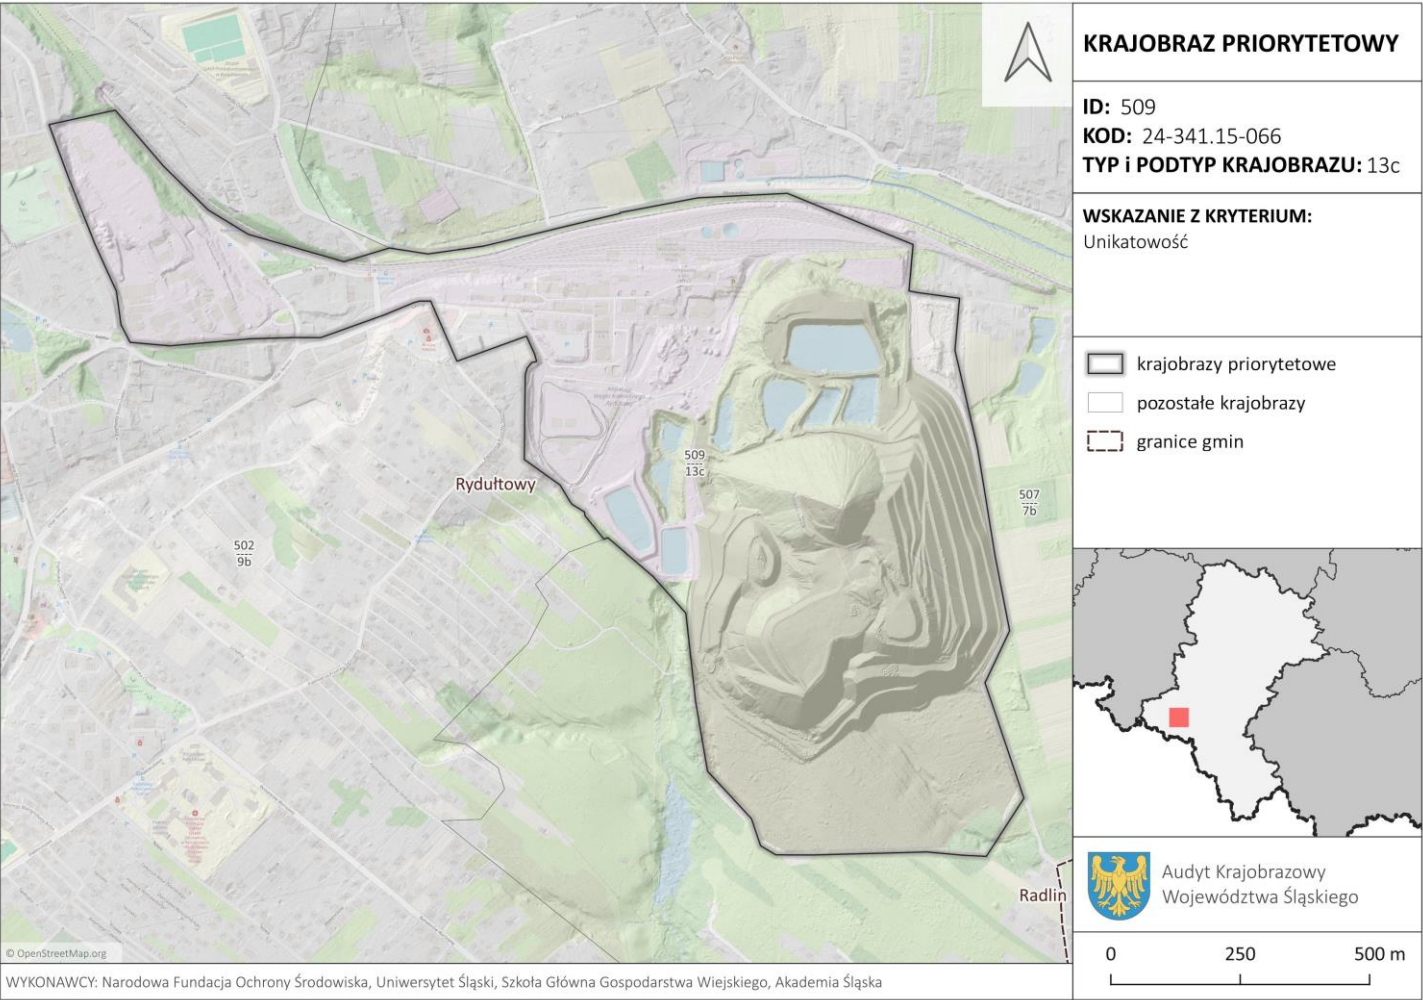 KRAJOBRAZ PRIORYTETOWY
ID: 509
KOD: 24-341.15-066
TYP i PODTYP KRAJOBRAZU: 13c
WSKAZANIE Z KRYTERIUM:
Unikatowość
krajobrazy priorytetowe
pozostałe krajobrazy
granice gmin
509
13c
Rydułtowy
507
7b
502
9b
Radlin
Audyt Krajobrazowy
Województwa Śląskiego
0 250 500 m
© OpenStreetMap.org
WYKONAWCY: Narodowa Fundacja Ochrony Środowiska, Uniwersytet Śląski, Szkoła Główna Gospodarstwa Wiejskiego, Akademia Śląska